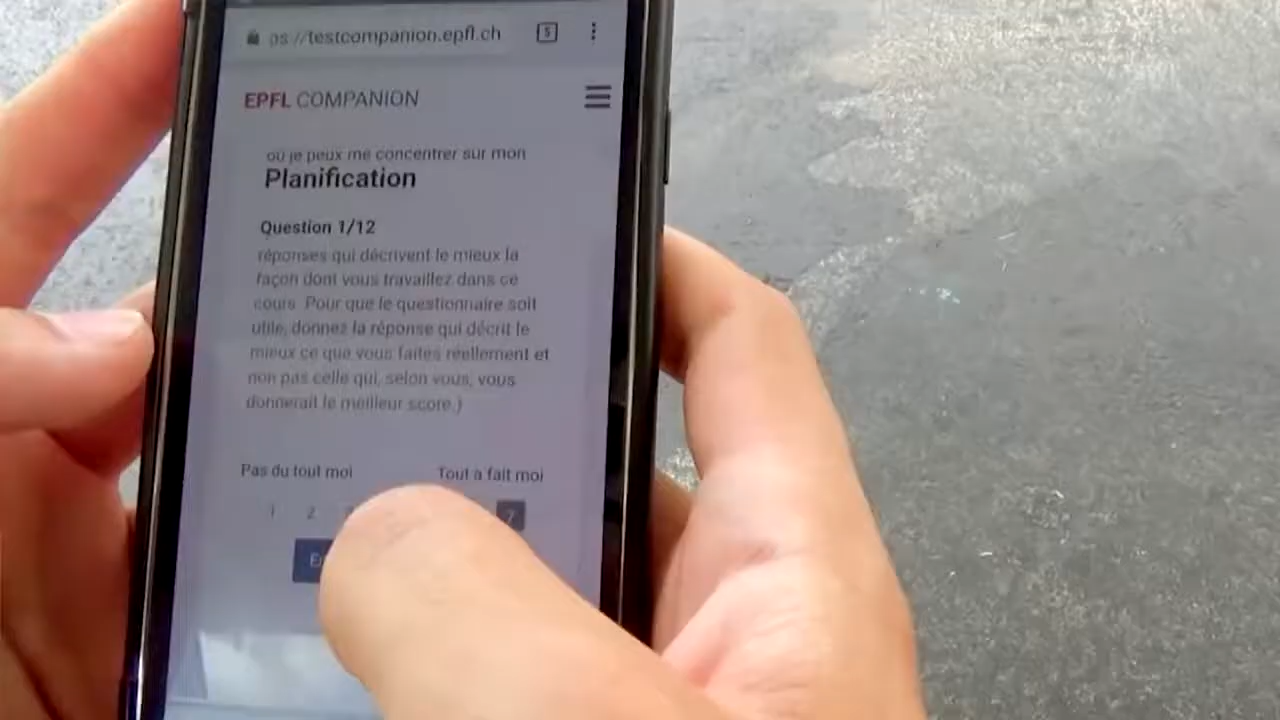 ps://testcompanion.epfl.ch 5
EPFL COMPANION
où je peux me concentrer sur mon
Planification
Question 1/12
réponses qui décrivent le mieux la
façon dont vous travaillez dans ce
cours. Pour que le questionnaire soit
utile, donnez la réponse qui décrit le
mieux ce que vous faites réellement et
non pas celle qui, selon vous, vous
donnerait le meilleur score.)
Pas du tout moi Tout à fait moi
1 2 7